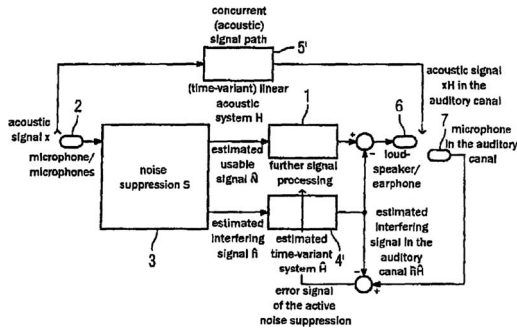 concurrent
(acoustic)
signal path
5'
(time-variant) linear
acoustic
system H
acoustic signal
xH in the
auditory canal
acoustic
signal x
2
microphone/
microphones
1
6
7
microphone
in the auditory
canal
noise
suppression S
3
estimated
usable
signal N̂
further signal
processing
+
-
loud-
speaker/
earphone
estimated
interfering
signal n̂
estimated
time-variant
system Ĥ
4'
estimated
interfering
signal in the
auditory
canal n̂Ĥ
-
+
error signal
of the active
noise suppression